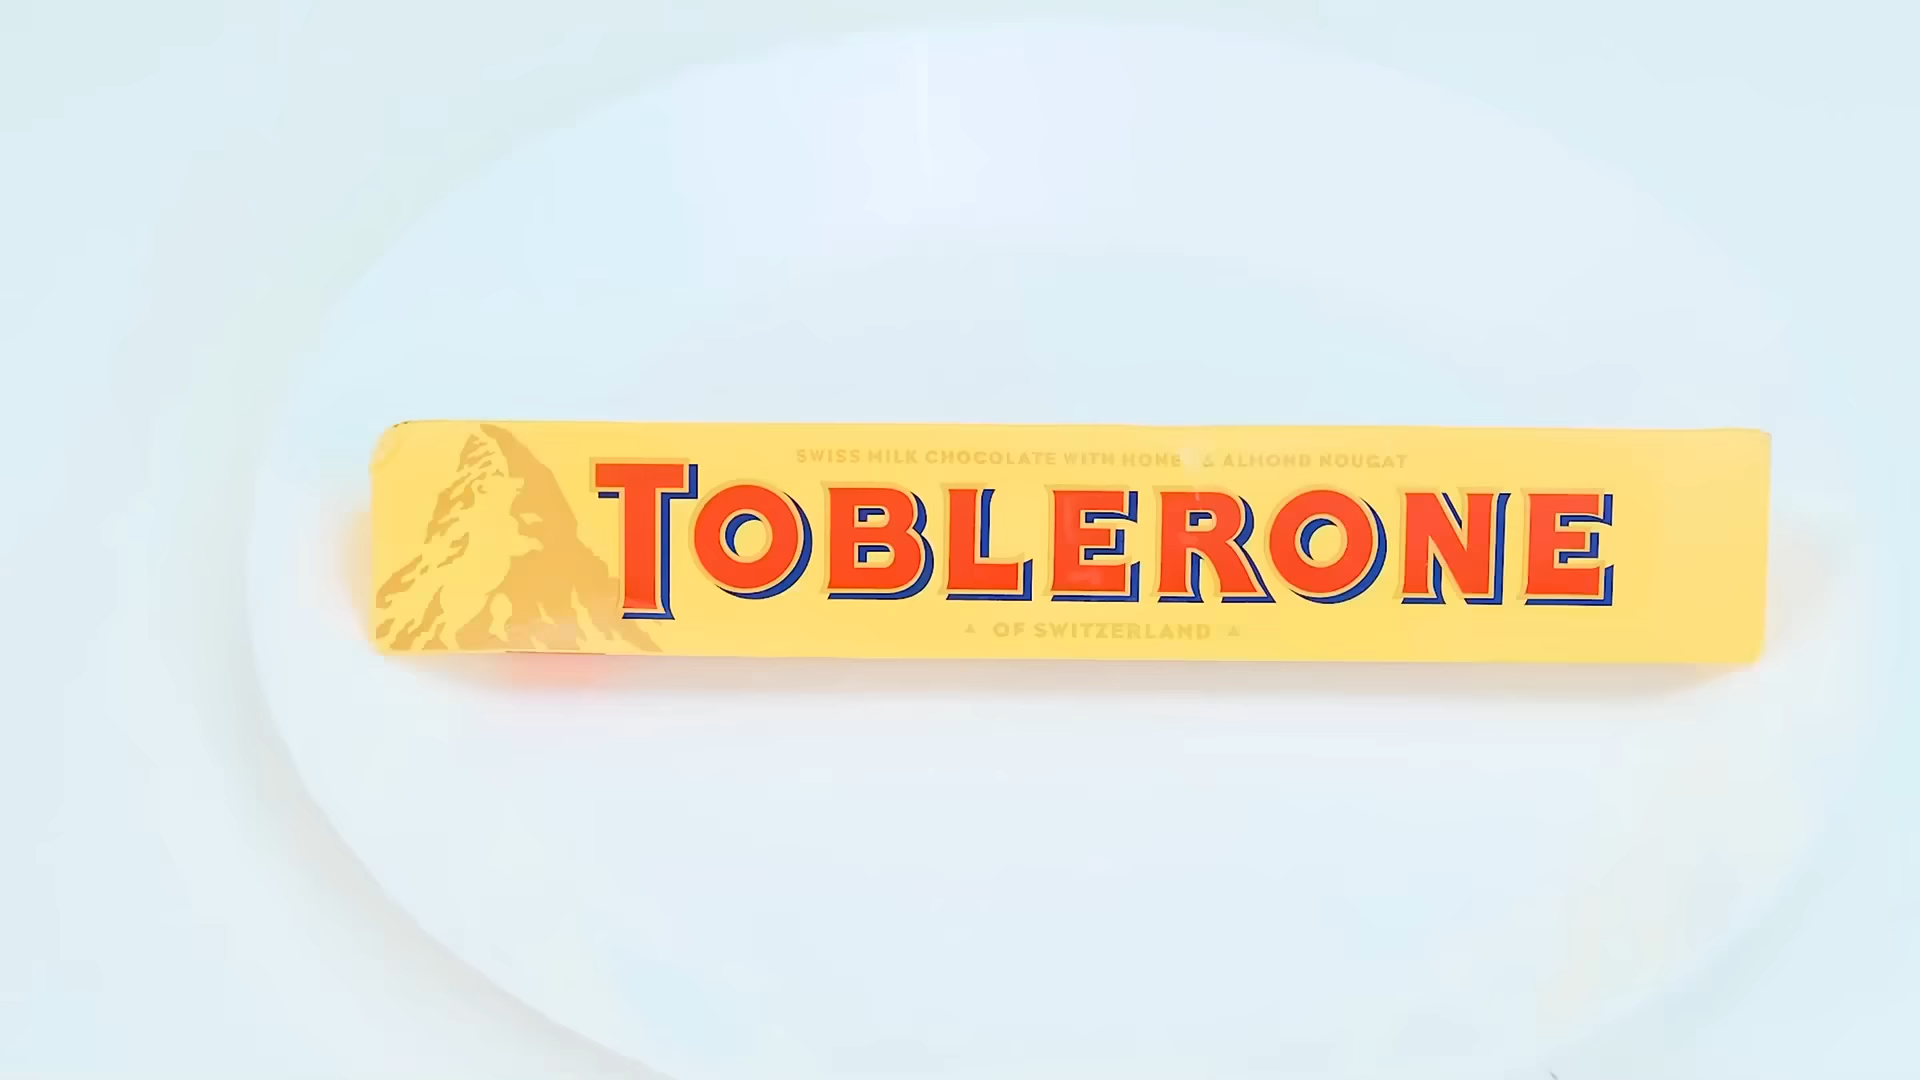 SWISS MILK CHOCOLATE WITH HONEY & ALMOND NOUGAT
TOBLERONE
OF SWITZERLAND